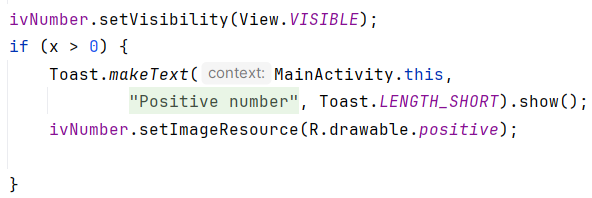 ivNumber.setVisibility(View.VISIBLE);
if (x > 0) {
Toast.makeText( context: MainActivity.this,
"Positive number", Toast.LENGTH_SHORT).show();
ivNumber.setImageResource(R.drawable.positive);
}